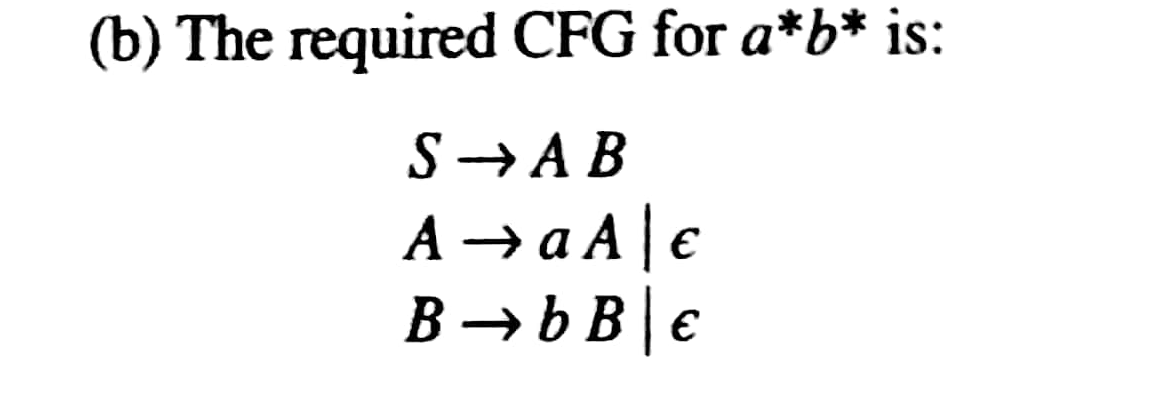 (b) The required CFG for a*b* is:
S → A B
A → a A | ϵ
B → b B | ϵ